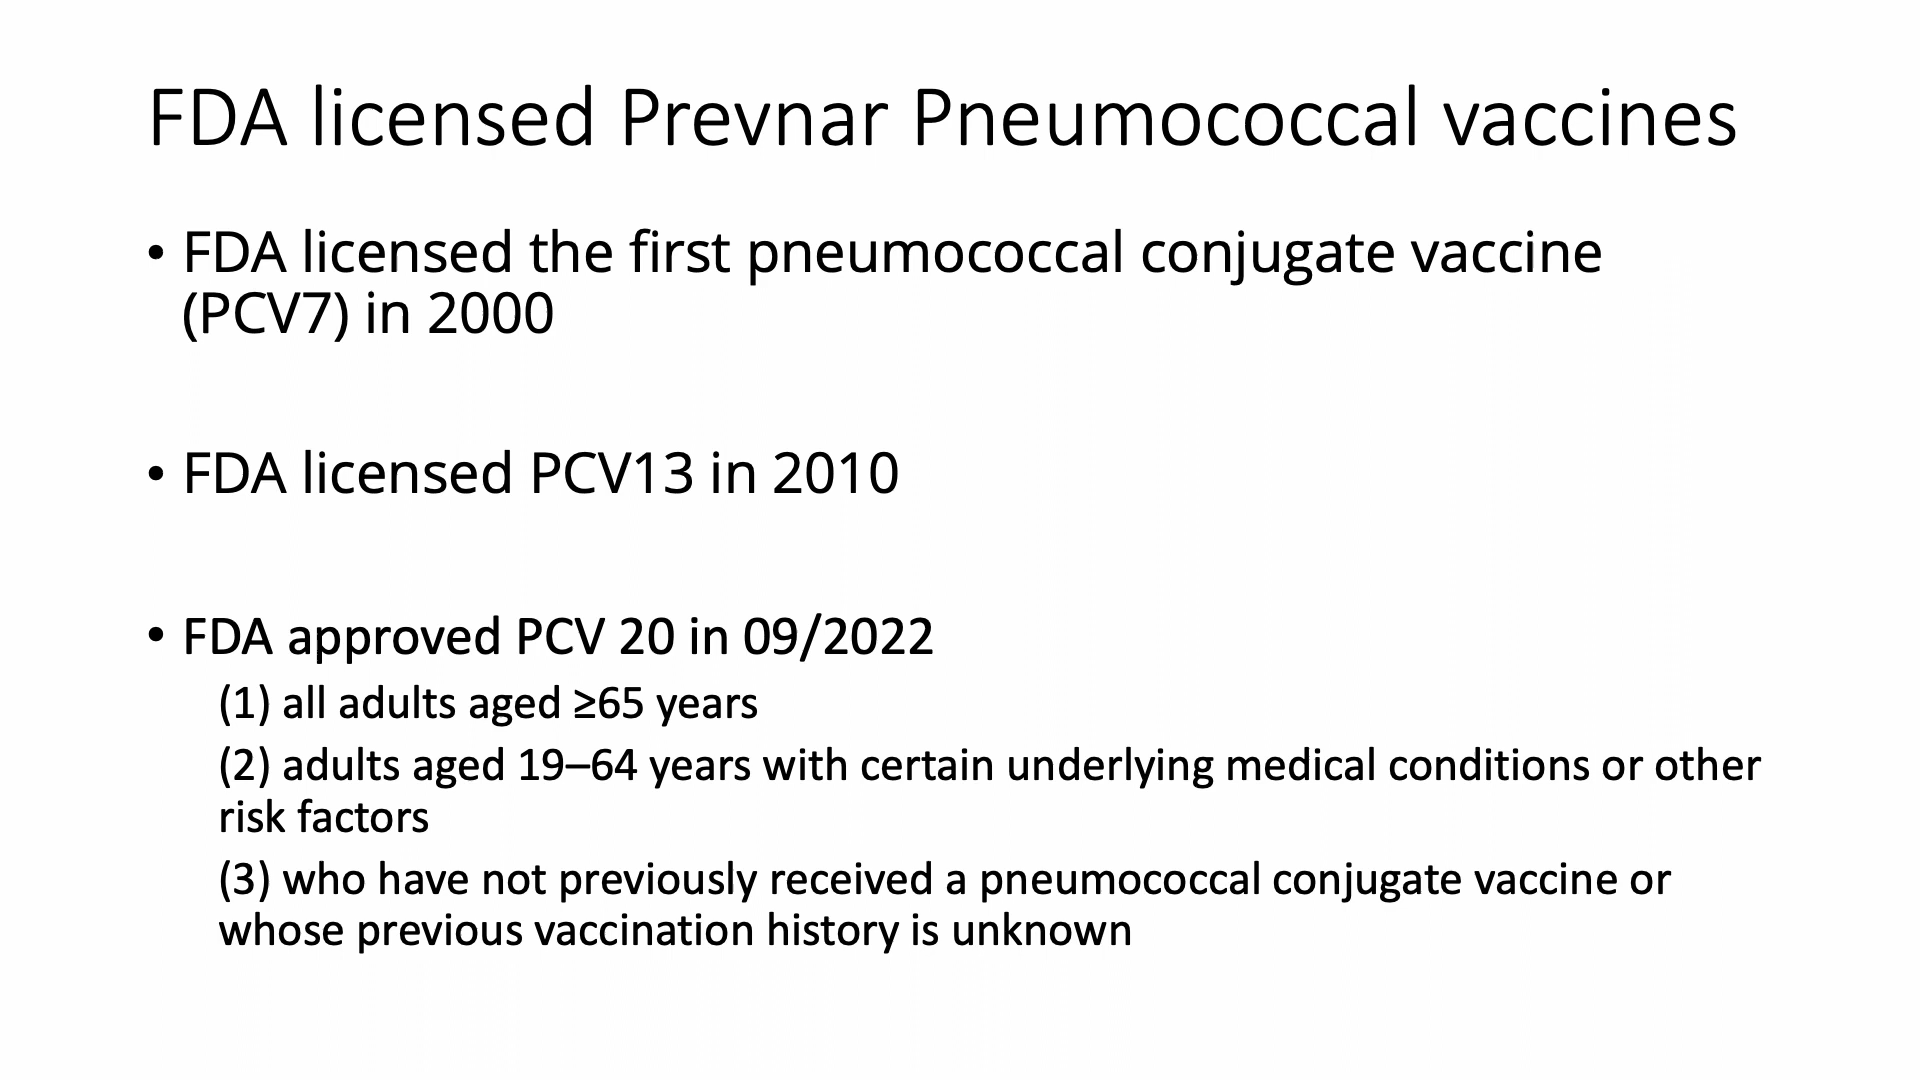 FDA licensed Prevnar Pneumococcal vaccines
• FDA licensed the first pneumococcal conjugate vaccine
(PCV7) in 2000
• FDA licensed PCV13 in 2010
• FDA approved PCV 20 in 09/2022
(1) all adults aged ≥65 years
(2) adults aged 19–64 years with certain underlying medical conditions or other
risk factors
(3) who have not previously received a pneumococcal conjugate vaccine or
whose previous vaccination history is unknown